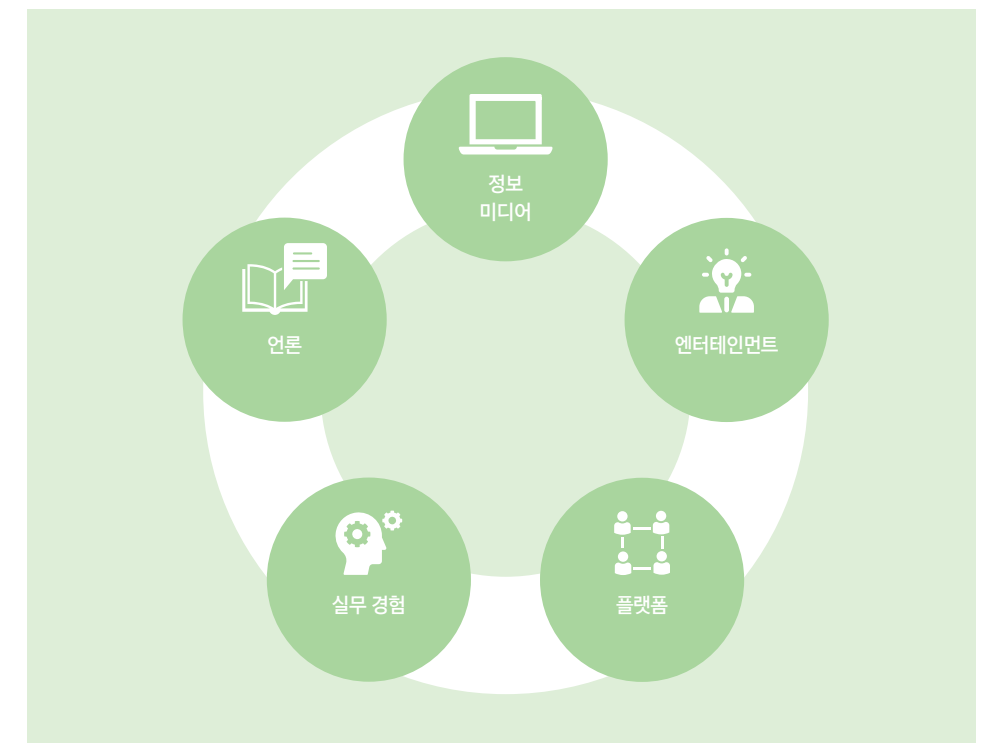 정보
미디어
언론
엔터테인먼트
실무 경험
플랫폼